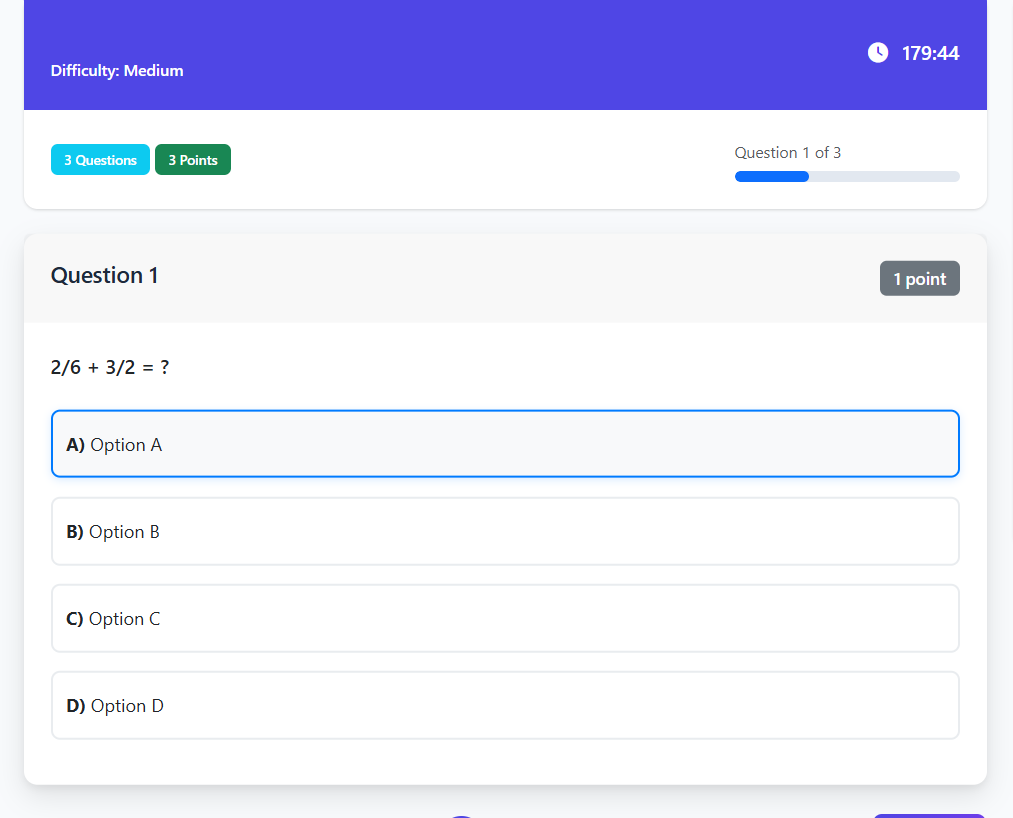 Difficulty: Medium
179:44
3 Questions
3 Points
Question 1 of 3
Question 1
1 point
2/6 + 3/2 = ?
A) Option A
B) Option B
C) Option C
D) Option D